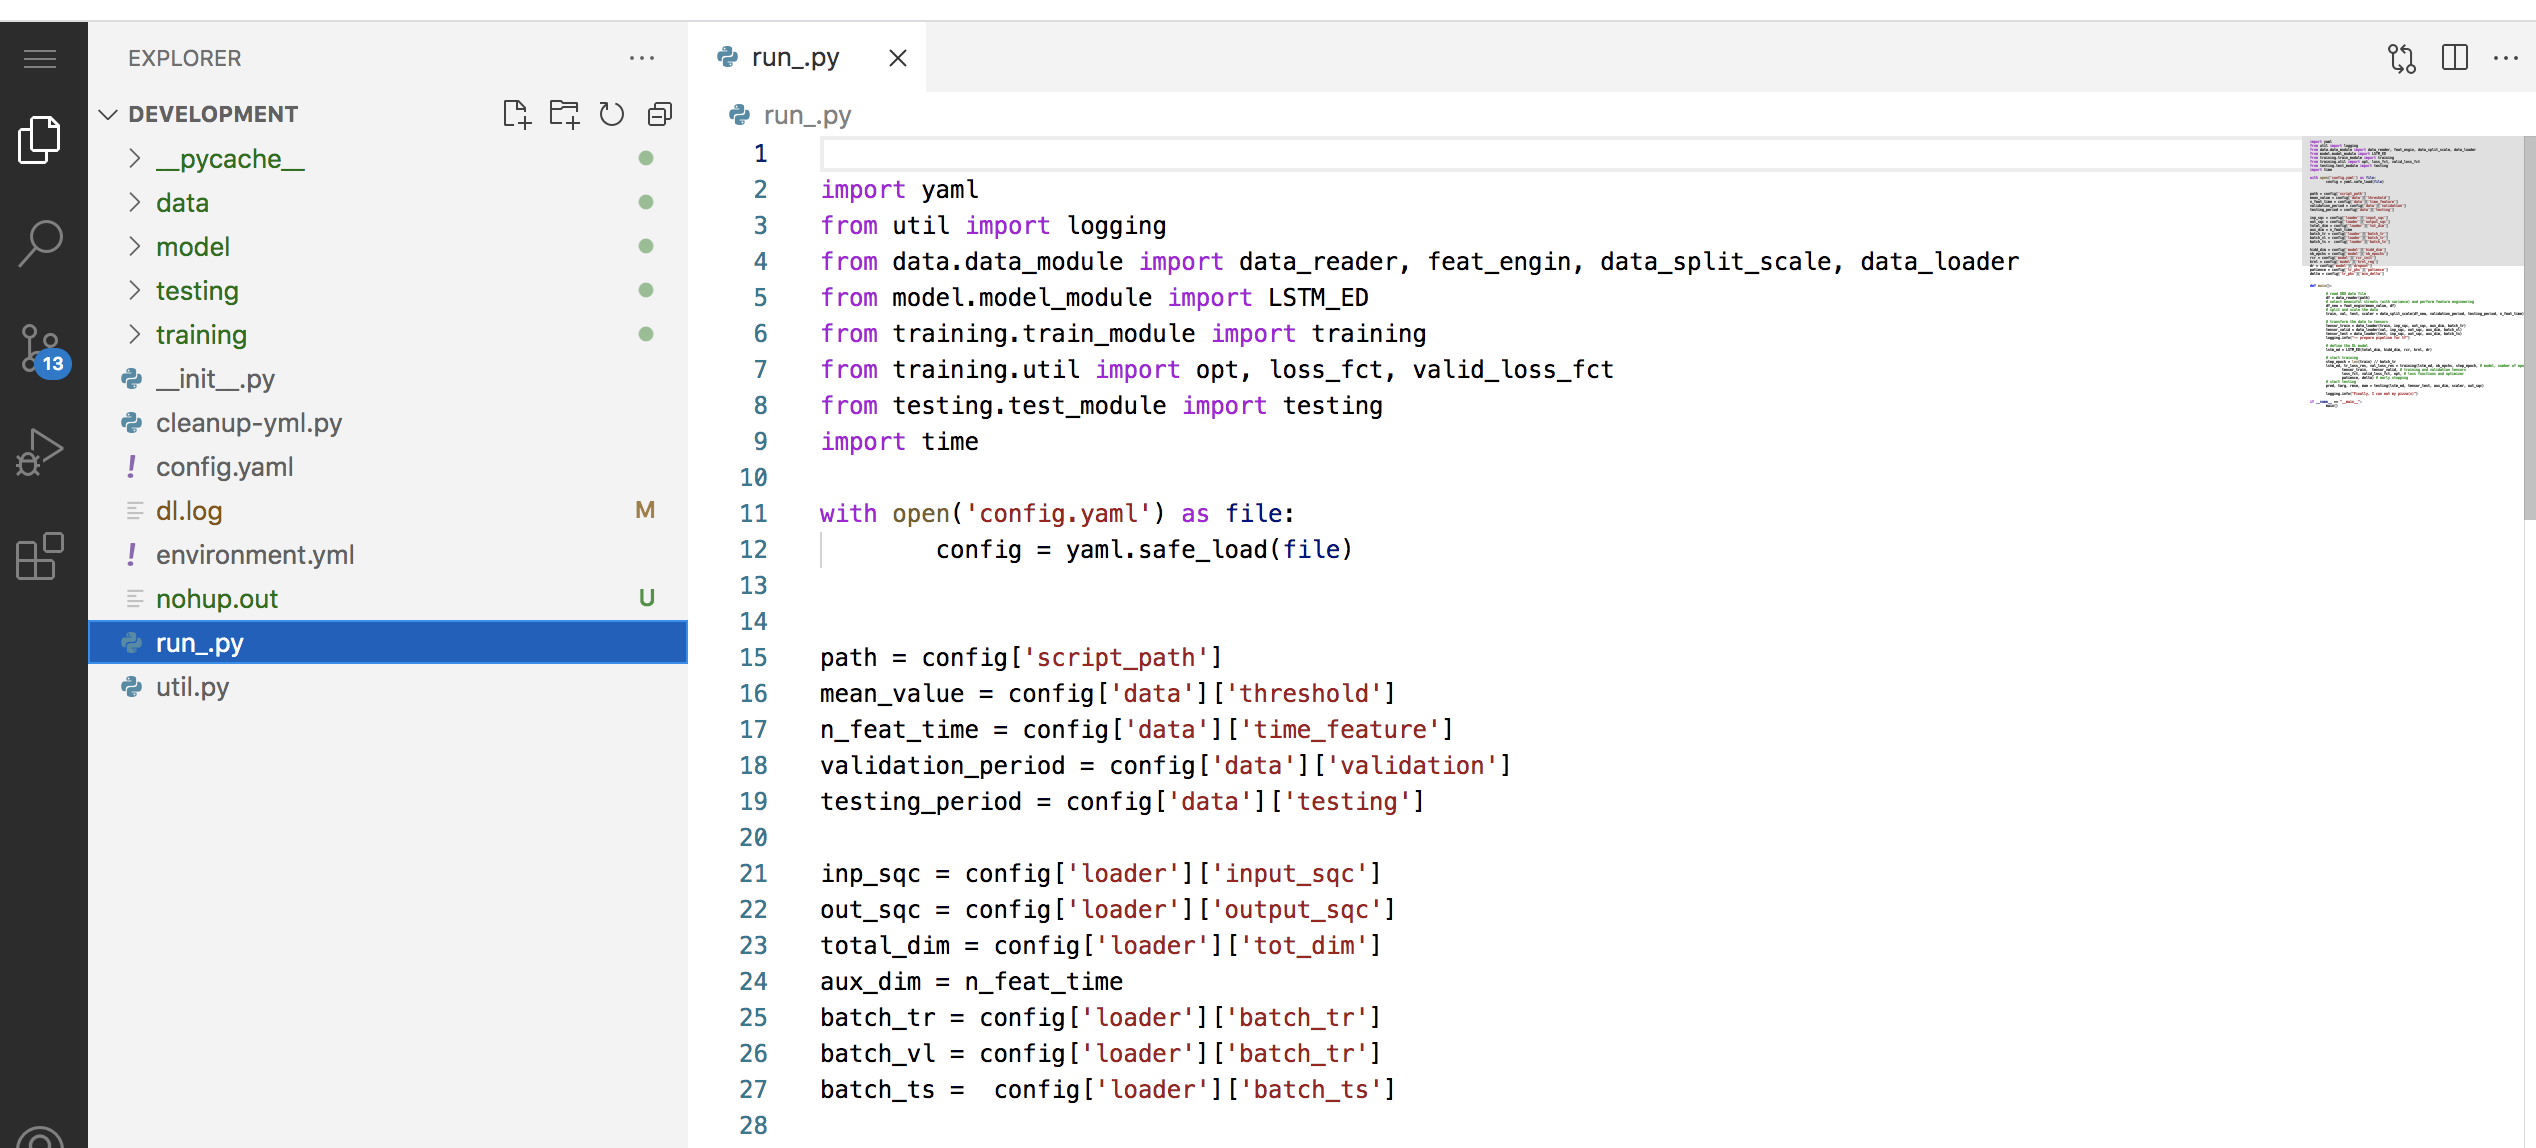 EXPLORER
DEVELOPMENT
__pycache__
data
model
testing
training
13
__init__.py
cleanup-yml.py
config.yaml
dl.log M
environment.yml
nohup.out U
run_.py
util.py
run_.py
run_.py
1
2 import yaml
3 from util import logging
4 from data.data_module import data_reader, feat_engin, data_split_scale, data_loader
5 from model.model_module import LSTM_ED
6 from training.train_module import training
7 from training.util import opt, loss_fct, valid_loss_fct
8 from testing.test_module import testing
9 import time
10
11 with open('config.yaml') as file:
12 config = yaml.safe_load(file)
13
14
15 path = config['script_path']
16 mean_value = config['data']['threshold']
17 n_feat_time = config['data']['time_feature']
18 validation_period = config['data']['validation']
19 testing_period = config['data']['testing']
20
21 inp_sqc = config['loader']['input_sqc']
22 out_sqc = config['loader']['output_sqc']
23 total_dim = config['loader']['tot_dim']
24 aux_dim = n_feat_time
25 batch_tr = config['loader']['batch_tr']
26 batch_vl = config['loader']['batch_tr']
27 batch_ts =  config['loader']['batch_ts']
28